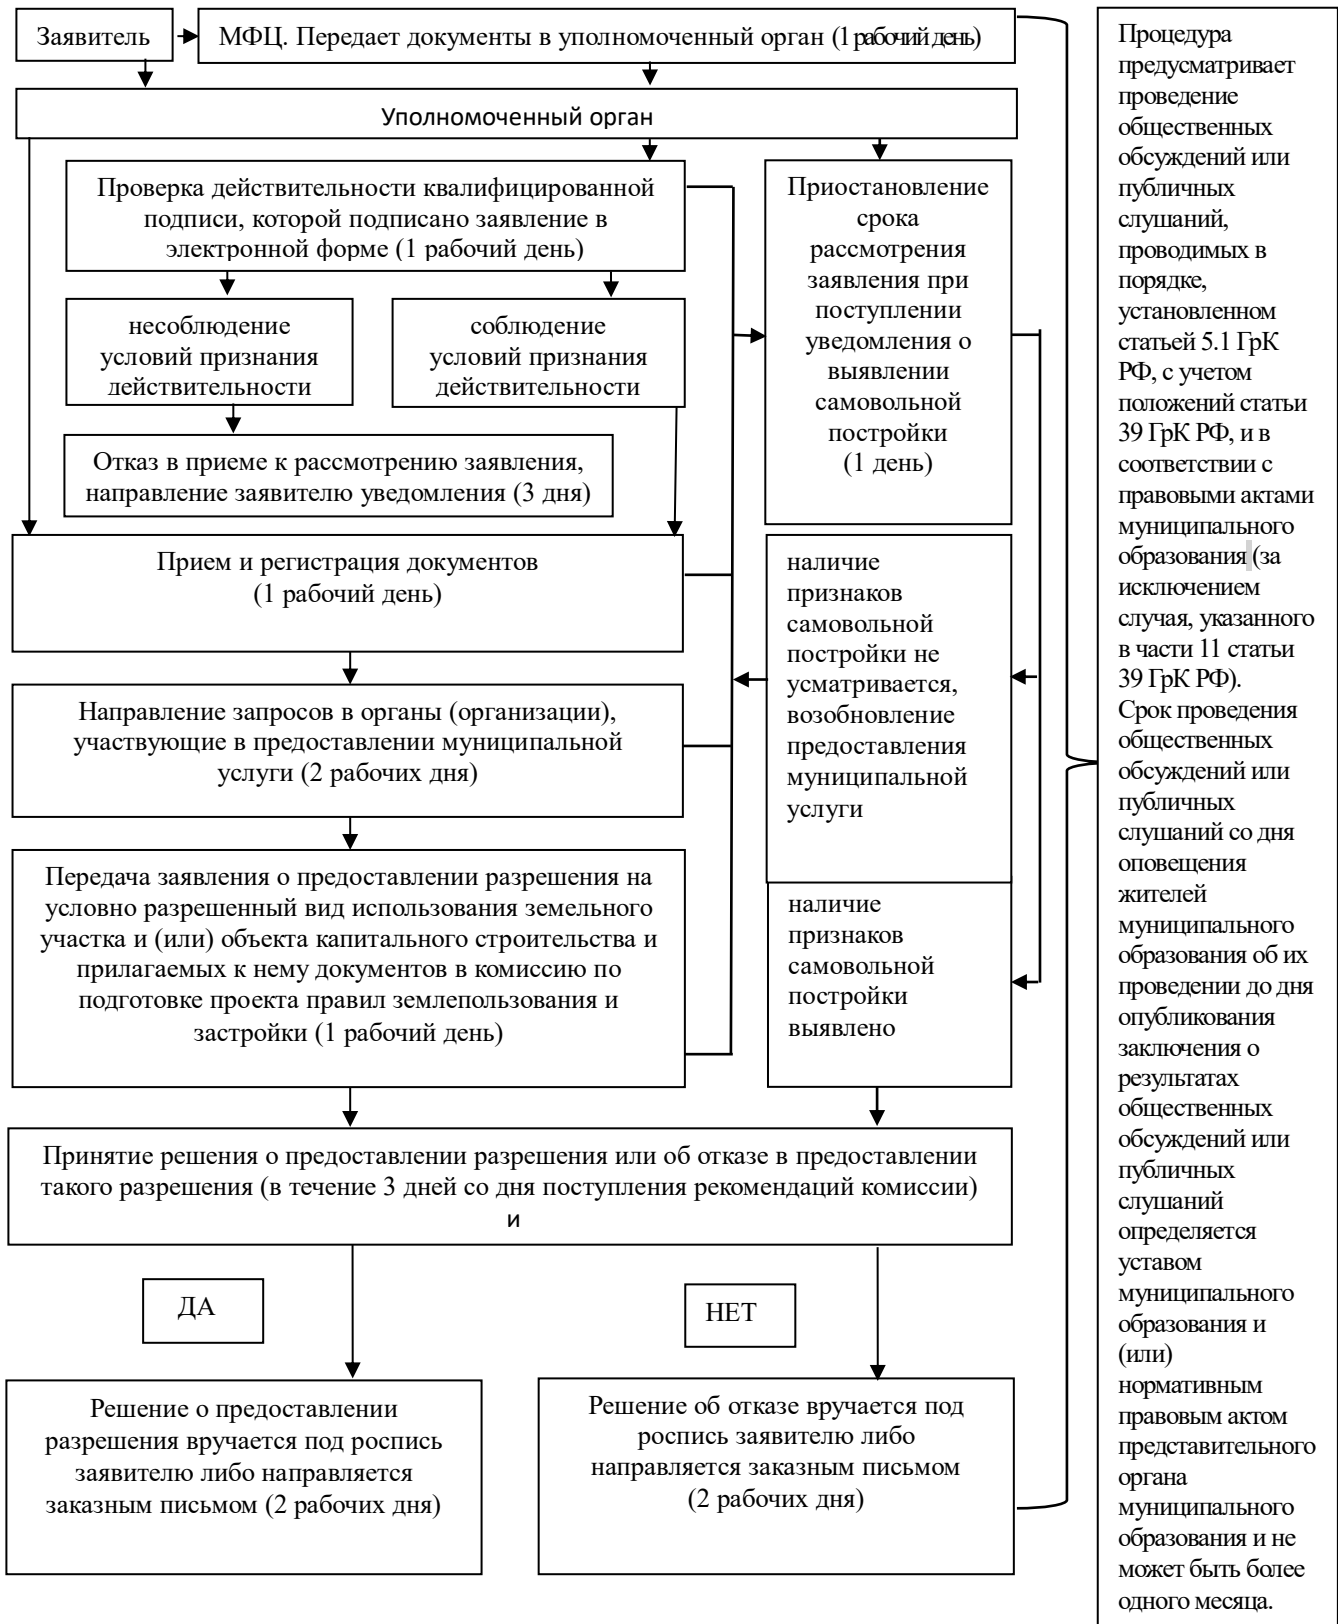 Заявитель
МФЦ. Передает документы в уполномоченный орган (1рабочий день)
Уполномоченный орган
Проверка действительности квалифицированной
подписи, которой подписано заявление в
электронной форме (1 рабочий день)
Приостановление
срока
рассмотрения
заявления при
поступлении
уведомления о
выявлении
самовольной
постройки
(1 день)
несоблюдение
условий признания
действительности
соблюдение
условий признания
действительности
Отказ в приеме к рассмотрению заявления,
направление заявителю уведомления (3 дня)
Прием и регистрация документов
(1 рабочий день)
наличие
признаков
самовольной
постройки не
усматривается,
возобновление
предоставления
муниципальной
услуги
Направление запросов в органы (организации),
участвующие в предоставлении муниципальной
услуги (2 рабочих дня)
Передача заявления о предоставлении разрешения на
условно разрешенный вид использования земельного
участка и (или) объекта капитального строительства и
прилагаемых к нему документов в комиссию по
подготовке проекта правил землепользования и
застройки (1 рабочий день)
наличие
признаков
самовольной
постройки
выявлено
Принятие решения о предоставлении разрешения или об отказе в предоставлении
такого разрешения (в течение 3 дней со дня поступления рекомендаций комиссии)
и
ДА
НЕТ
Решение о предоставлении
разрешения вручается под роспись
заявителю либо направляется
заказным письмом (2 рабочих дня)
Решение об отказе вручается под
роспись заявителю либо
направляется заказным письмом
(2 рабочих дня)
Процедура
предусматривает
проведение
общественных
обсуждений или
публичных
слушаний,
проводимых в
порядке,
установленном
статьей 5.1 ГрК
РФ, с учетом
положений статьи
39 ГрК РФ, и в
соответствии с
правовыми актами
муниципального
образования (за
исключением
случая, указанного
в части 11 статьи
39 ГрК РФ).
Срок проведения
общественных
обсуждений или
публичных
слушаний со дня
оповещения
жителей
муниципального
образования об их
проведении до дня
опубликования
заключения о
результатах
общественных
обсуждений или
публичных
слушаний
определяется
уставом
муниципального
образования и
(или)
нормативным
правовым актом
представительного
органа
муниципального
образования и не
может быть более
одного месяца.